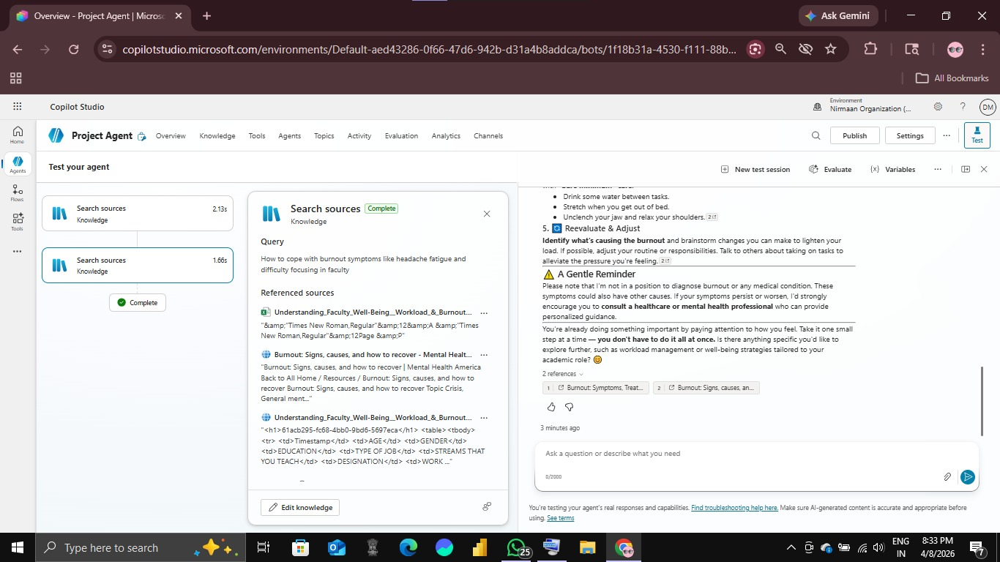 Overview - Project Agent | Micros
Ask Gemini
copilotstudio.microsoft.com/environments/Default-aed43286-0f66-47d6-942b-d31a4b8addca/bots/1f18b31a-4530-f111-88b...
All Bookmarks
Copilot Studio
Environment
Nirmaan Organization (...
DM
Home
Agents
Flows
Tools
Project Agent
Overview
Knowledge
Tools
Agents
Topics
Activity
Evaluation
Analytics
Channels
Publish
Settings
Test
Test your agent
New test session
Evaluate
Variables
Search sources
2.13s
Knowledge
Search sources
1.66s
Knowledge
Complete
Search sources Complete
Knowledge
Query
How to cope with burnout symptoms like headache fatigue and
difficulty focusing in faculty
Referenced sources
Understanding_Faculty_Well-Being__Workload_&_Burnout...
"&amp;"Times New Roman,Regular"&amp;12&amp;A &amp;"Times
New Roman,Regular"&amp;12Page &amp;P"
Burnout: Signs, causes, and how to recover - Mental Healt...
"Burnout: Signs, causes, and how to recover | Mental Health America
Back to All Home / Resources / Burnout: Signs, causes, and how to
recover Burnout: Signs, causes, and how to recover Topic Crisis,
General ment..."
Understanding_Faculty_Well-Being__Workload_&_Burnout...
"<h1>61acb295-fc68-4bb0-9bd6-5697eca</h1> <table><tbody>
<tr> <td>Timestamp</td> <td>AGE</td> <td>GENDER</td>
<td>EDUCATION</td> <td>TYPE OF JOB</td> <td>STREAMS THAT
YOU TEACH</td> <td>DESIGNATION</td> <td>WORK ..."
Edit knowledge
Drink some water between tasks.
Stretch when you get out of bed.
Unclench your jaw and relax your shoulders. 2
5. 🔄 Reevaluate & Adjust
Identify what's causing the burnout and brainstorm changes you can make to lighten your
load. If possible, adjust your routine or responsibilities. Talk to others about taking on tasks to
alleviate the pressure you're feeling. 2
⚠️ A Gentle Reminder
Please note that I'm not in a position to diagnose burnout or any medical condition. These
symptoms could also have other causes. If your symptoms persist or worsen, I'd strongly
encourage you to consult a healthcare or mental health professional who can provide
personalized guidance.
You're already doing something important by paying attention to how you feel. Take it one small
step at a time — you don't have to do it all at once. Is there anything specific you'd like to
explore further, such as workload management or well-being strategies tailored to your
academic role? 😊
2 references
1 Burnout: Symptoms, Treat...
2 Burnout: Signs, causes, an...
3 minutes ago
Ask a question or describe what you need
0/2000
You're testing your agent's real responses and capabilities. Find troubleshooting help here. Make sure AI-generated content is accurate and appropriate before
using. See terms
Type here to search
25
ENG
IN
8:33 PM
4/8/2026
7